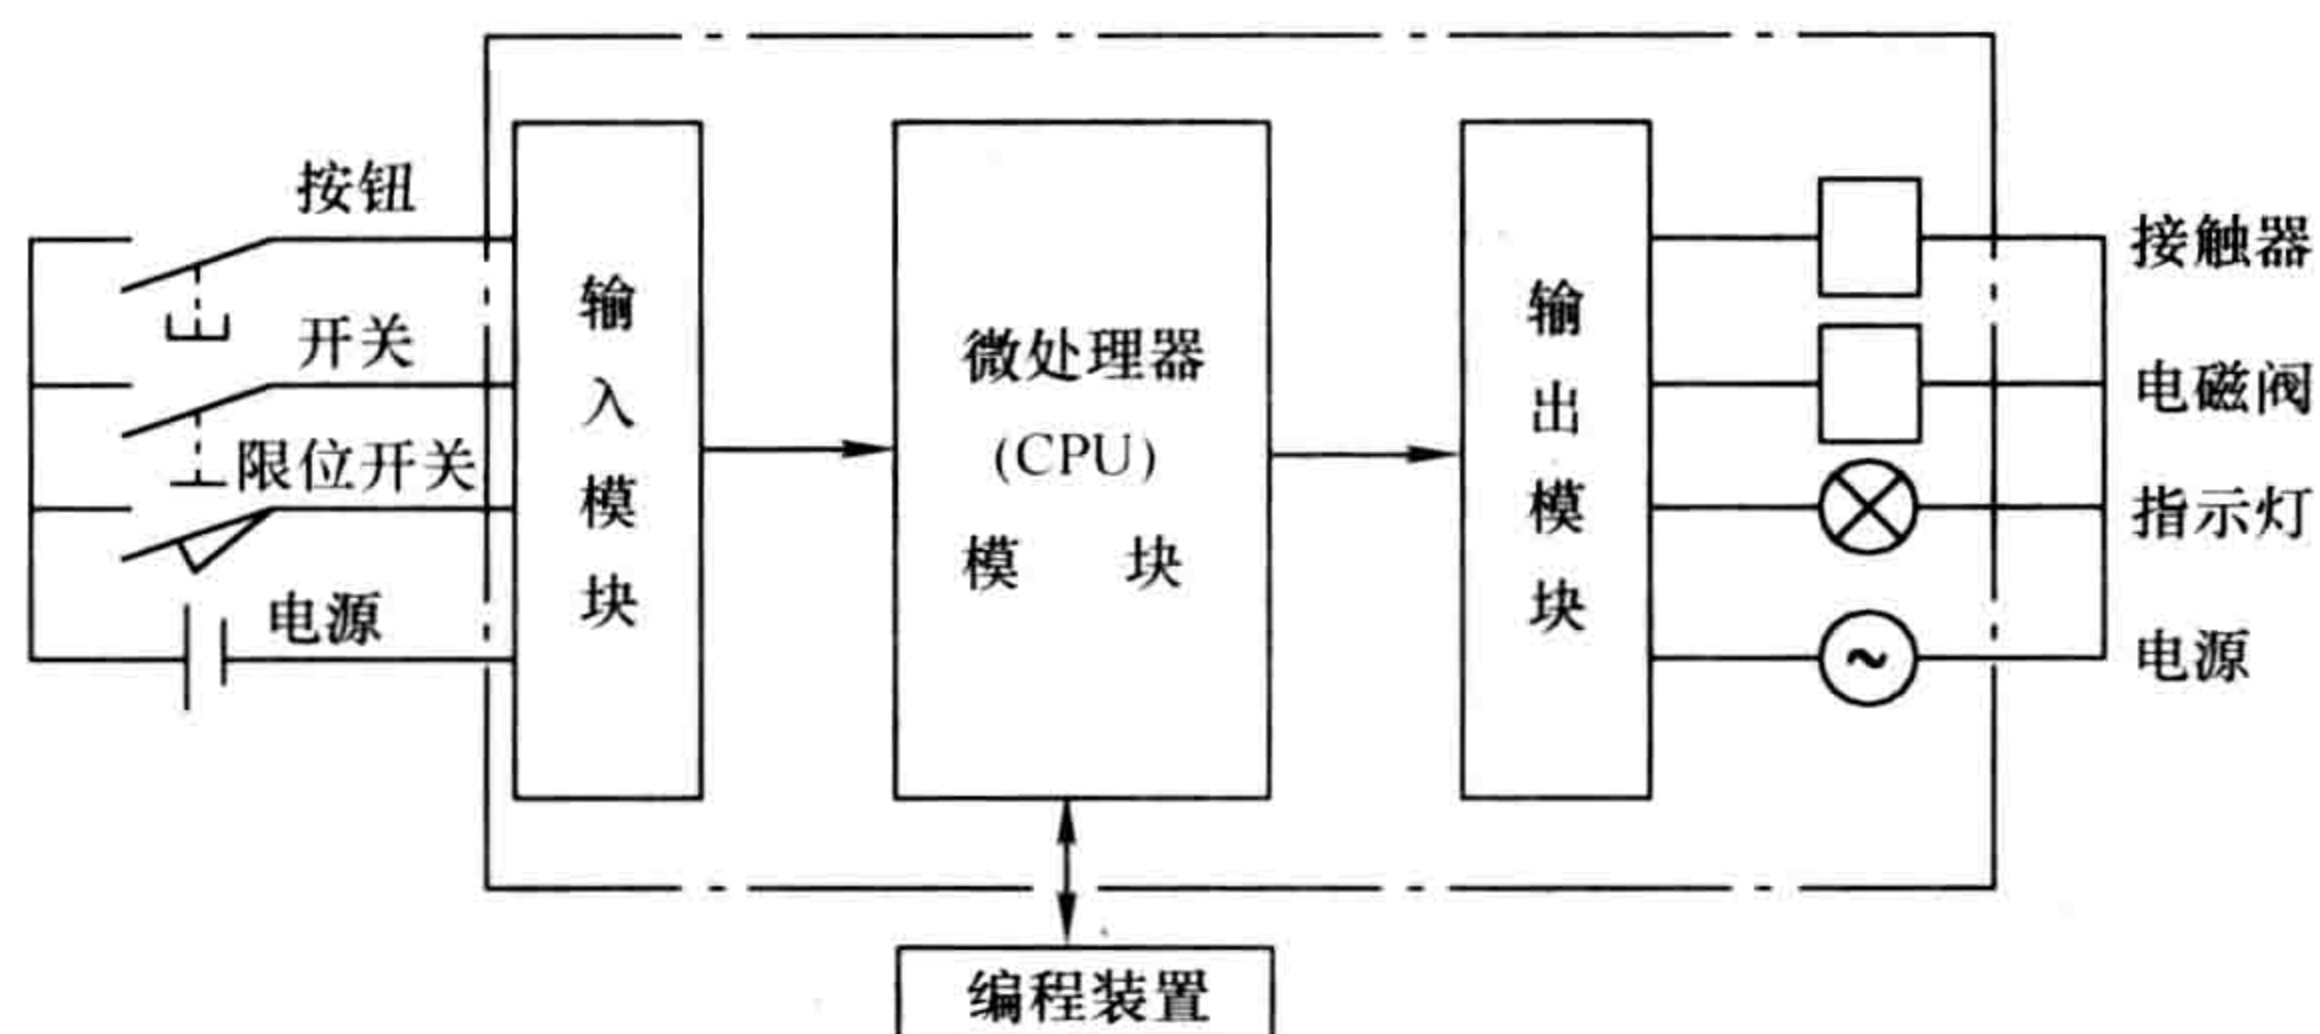 按钮
开关
限位开关
电源
输入模块
微处理器
(CPU)
模 块
输出模块
接触器
电磁阀
指示灯
电源
编程装置